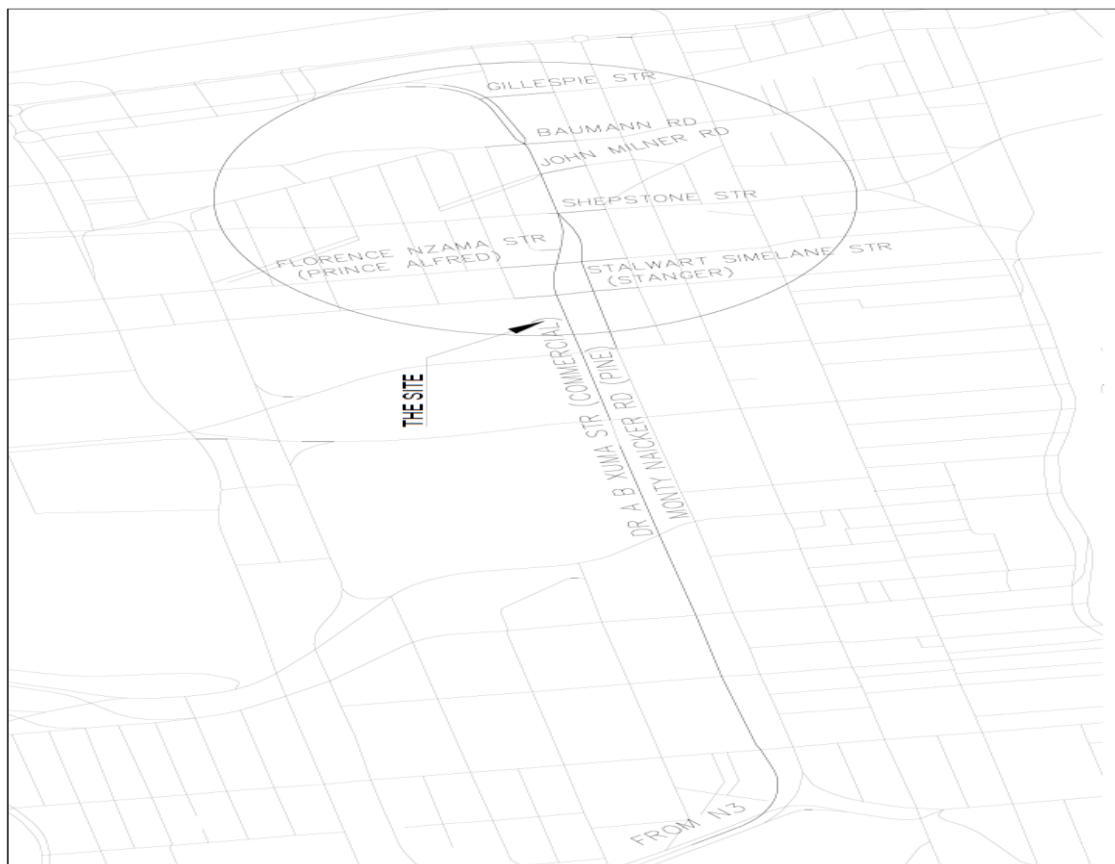 GILLESPIE STR
BAUMANN RD
JOHN MILNER RD
SHEPSTONE STR
FLORENCE NZAMA STR
(PRINCE ALFRED)
STALWART SIMELANE STR
(STANGER)
THE SITE
DR A B XUMA STR (COMMERCIAL)
MONTY NAICKER RD (PINE)
FROM N3